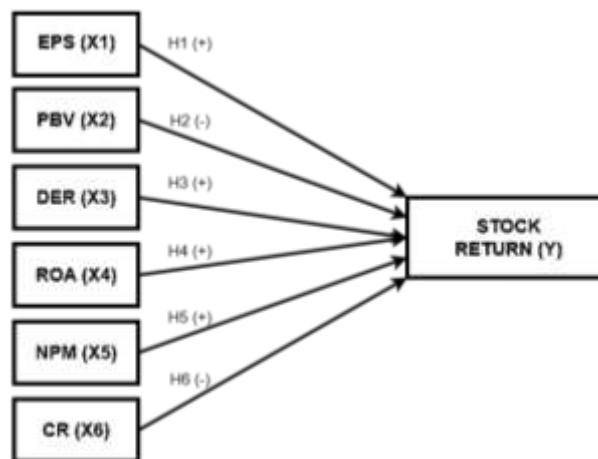 EPS (X1)
H1 (+)
PBV (X2)
H2 (-)
DER (X3)
H3 (+)
STOCK
RETURN (Y)
ROA (X4)
H4 (+)
NPM (X5)
H5 (+)
CR (X6)
H6 (-)